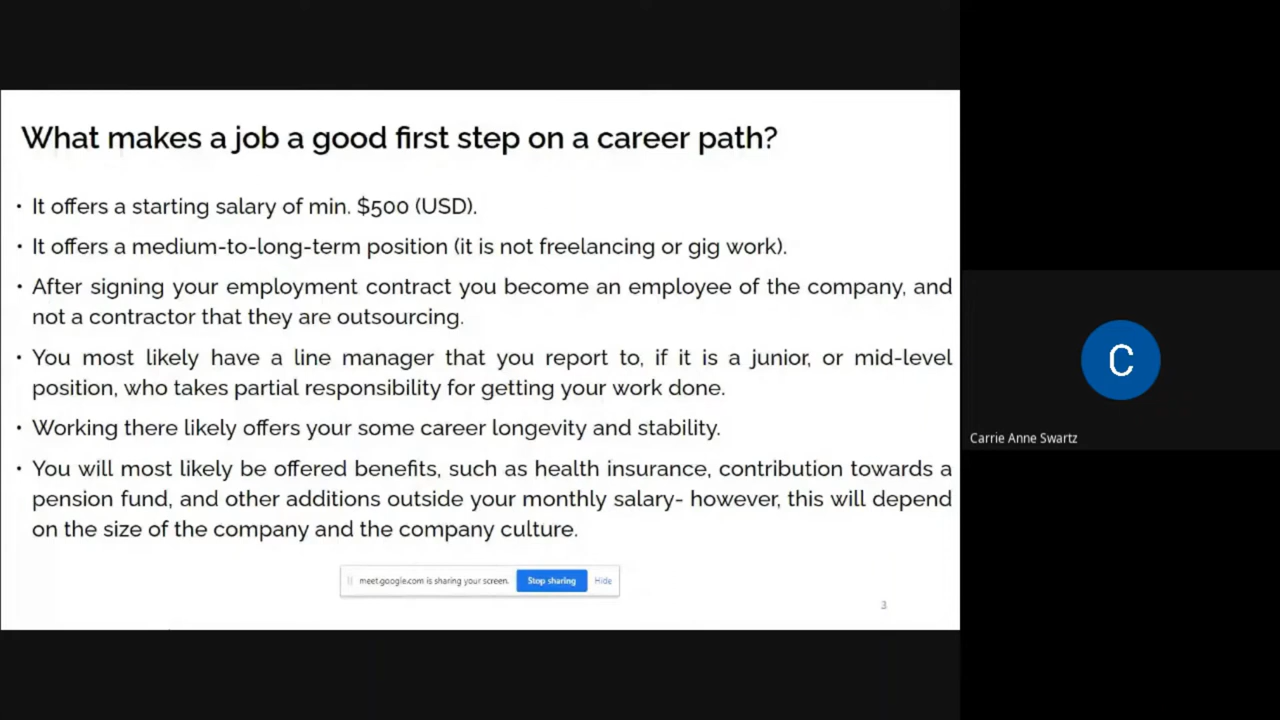 What makes a job a good first step on a career path?
• It offers a starting salary of min. $500 (USD).
• It offers a medium-to-long-term position (it is not freelancing or gig work).
• After signing your employment contract you become an employee of the company, and
not a contractor that they are outsourcing.
• You most likely have a line manager that you report to, if it is a junior, or mid-level
position, who takes partial responsibility for getting your work done.
• Working there likely offers your some career longevity and stability.
• You will most likely be offered benefits, such as health insurance, contribution towards a
pension fund, and other additions outside your monthly salary- however, this will depend
on the size of the company and the company culture.
meet.google.com is sharing your screen. Stop sharing Hide
3
C
Carrie Anne Swartz